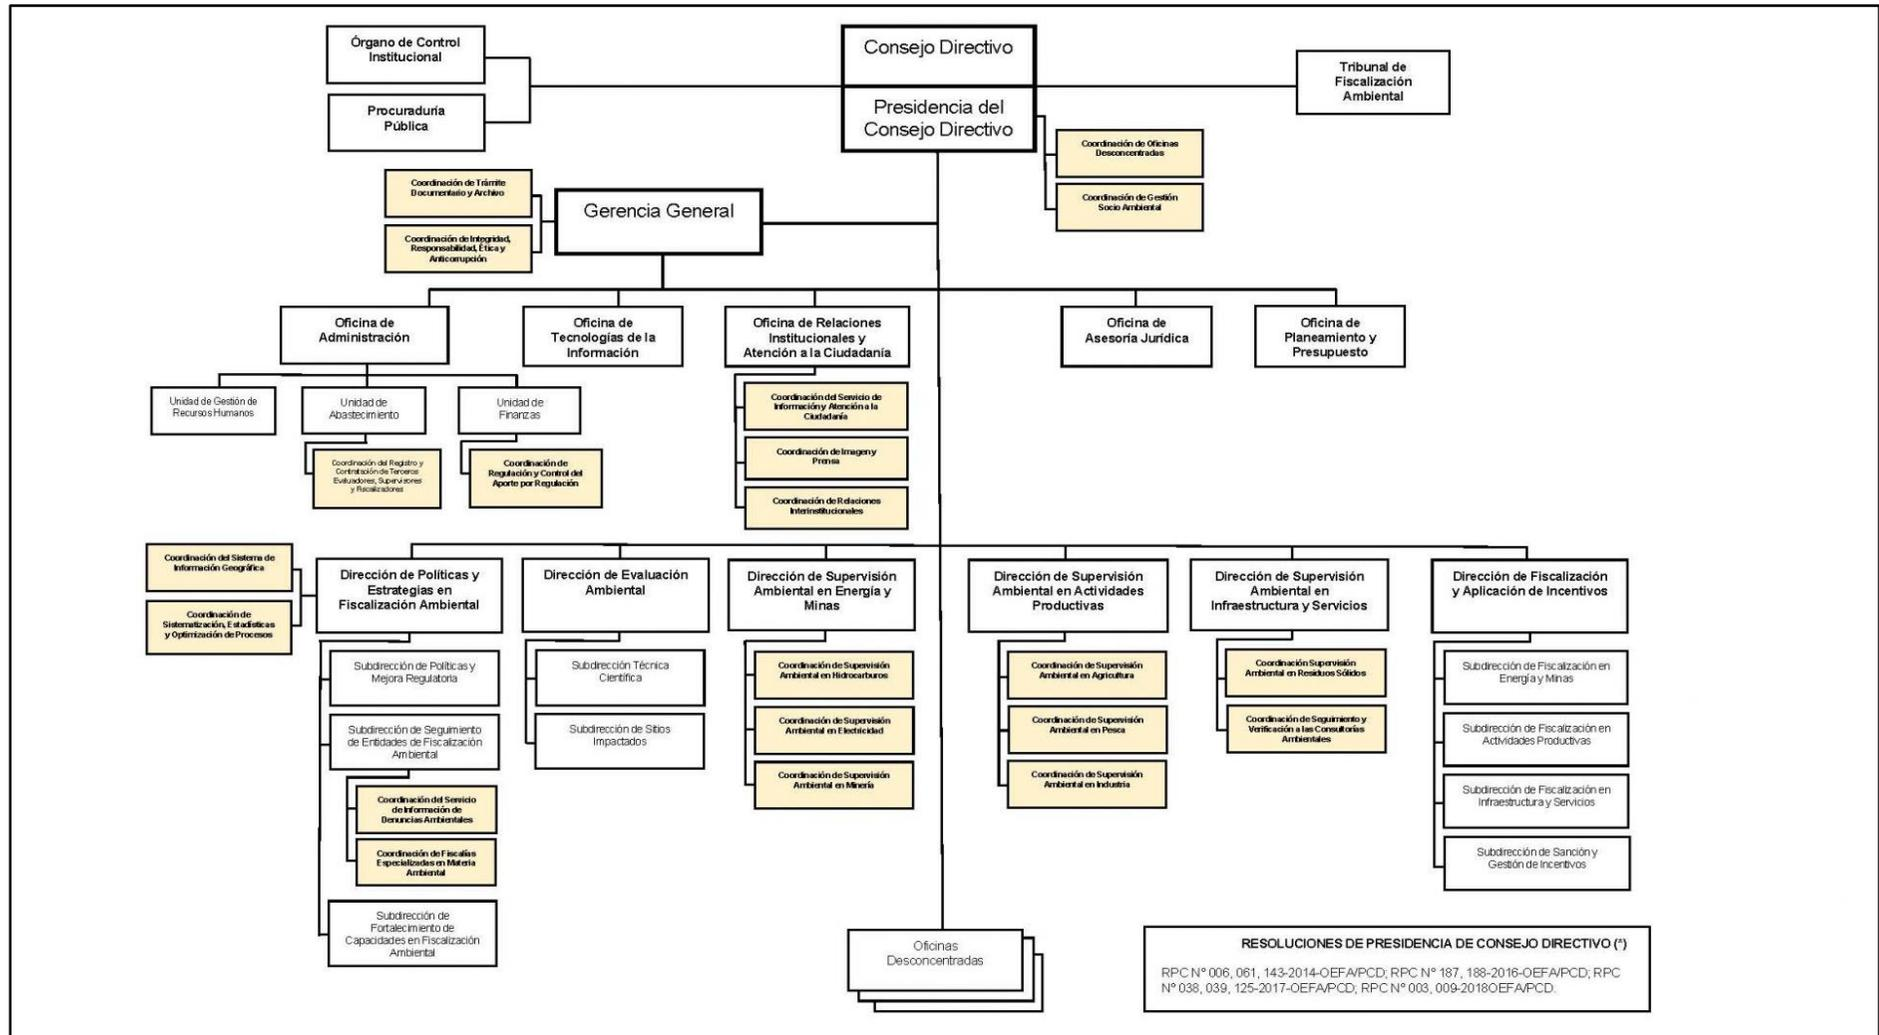 Órgano de Control
Institucional
Procuraduría
Pública
Consejo Directivo
Presidencia del
Consejo Directivo
Tribunal de
Fiscalización
Ambiental
Coordinación de Oficinas
Desconcentradas
Coordinación de Gestión
Socio Ambiental
Coordinación de Trámite
Documentario y Archivo
Coordinación de Integridad,
Responsabilidad, Ética y
Anticorrupción
Gerencia General
Oficina de
Administración
Oficina de
Tecnologías de la
Información
Oficina de Relaciones
Institucionales y
Atención a la Ciudadanía
Oficina de
Asesoría Jurídica
Oficina de
Planeamiento y
Presupuesto
Unidad de Gestión de
Recursos Humanos
Unidad de
Abastecimiento
Unidad de
Finanzas
Coordinación del Registro y
Contratación de Terceros
Evaluadores, Supervisores
y Fiscalizadores
Coordinación de
Regulación y Control del
Aporte por Regulación
Coordinación del Servicio de
Información y Atención a la
Ciudadanía
Coordinación de Imagen y
Prensa
Coordinación de Relaciones
Interinstitucionales
Coordinación del Sistema de
Información Geográfica
Coordinación de
Sistematización, Estadísticas
y Optimización de Procesos
Dirección de Políticas y
Estrategias en
Fiscalización Ambiental
Dirección de Evaluación
Ambiental
Dirección de Supervisión
Ambiental en Energía y
Minas
Dirección de Supervisión
Ambiental en Actividades
Productivas
Dirección de Supervisión
Ambiental en
Infraestructura y Servicios
Dirección de Fiscalización
y Aplicación de Incentivos
Subdirección de Políticas y
Mejora Regulatoria
Subdirección de Seguimiento
de Entidades de Fiscalización
Ambiental
Coordinación del Servicio
de Información de
Denuncias Ambientales
Coordinación de Fiscalías
Especializadas en Materia
Ambiental
Subdirección de
Fortalecimiento de
Capacidades en Fiscalización
Ambiental
Subdirección Técnica
Científica
Subdirección de Sitios
Impactados
Coordinación de Supervisión
Ambiental en Hidrocarburos
Coordinación de Supervisión
Ambiental en Electricidad
Coordinación de Supervisión
Ambiental en Minería
Coordinación de Supervisión
Ambiental en Agricultura
Coordinación de Supervisión
Ambiental en Pesca
Coordinación de Supervisión
Ambiental en Industria
Coordinación Supervisión
Ambiental en Residuos Sólidos
Coordinación de Seguimiento y
Verificación a las Consultorías
Ambientales
Subdirección de Fiscalización en
Energía y Minas
Subdirección de Fiscalización en
Actividades Productivas
Subdirección de Fiscalización en
Infraestructura y Servicios
Subdirección de Sanción y
Gestión de Incentivos
Oficinas
Desconcentradas
RESOLUCIONES DE PRESIDENCIA DE CONSEJO DIRECTIVO (*)
RPC N° 006, 061, 143-2014-OEFA/PCD; RPC N° 187, 188-2016-OEFA/PCD; RPC
N° 038, 039, 125-2017-OEFA/PCD; RPC N° 003, 009-2018OEFA/PCD.